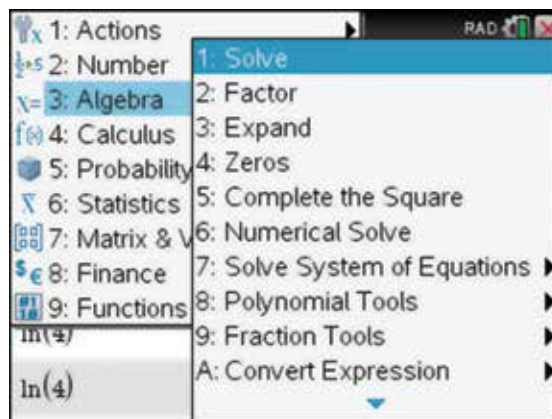 1: Actions
2: Number
3: Algebra
4: Calculus
5: Probability
6: Statistics
7: Matrix & V
8: Finance
9: Functions
RAD
1: Solve
2: Factor
3: Expand
4: Zeros
5: Complete the Square
6: Numerical Solve
7: Solve System of Equations
8: Polynomial Tools
9: Fraction Tools
A: Convert Expression
ln(4)
ln(4)